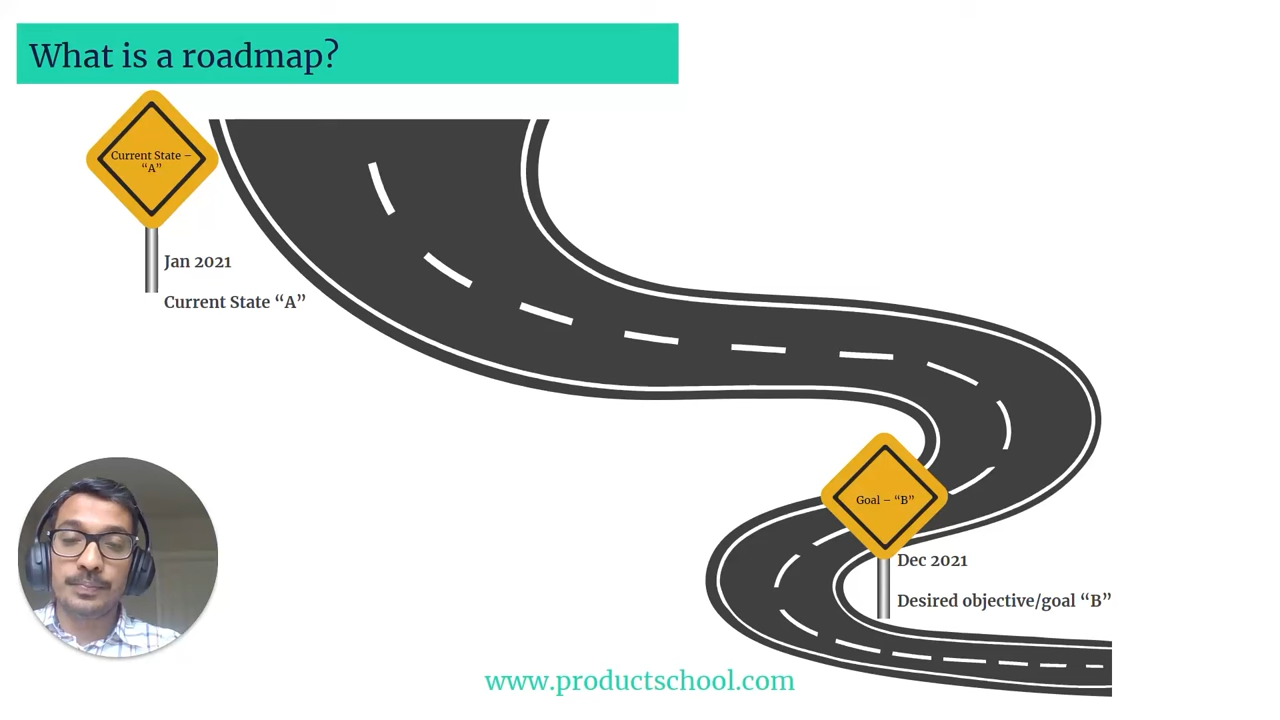 What is a roadmap?
Current State –
“A”
Jan 2021
Current State “A”
Goal – “B”
Dec 2021
Desired objective/goal “B”
www.productschool.com